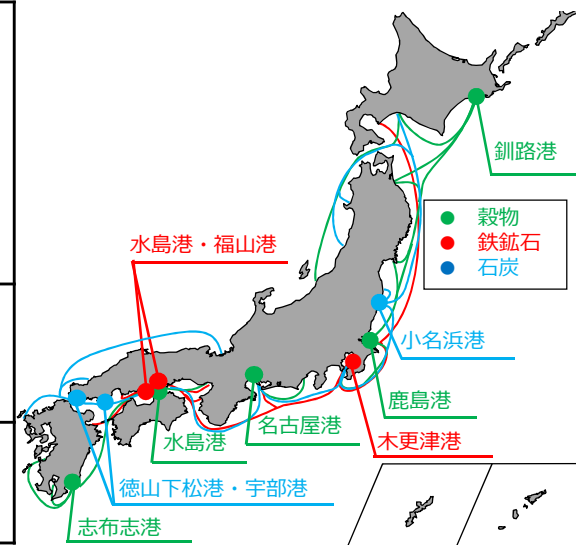 釧路港
穀物
鉄鉱石
石炭
水島港・福山港
小名浜港
鹿島港
名古屋港
水島港
木更津港
徳山下松港・宇部港
志布志港